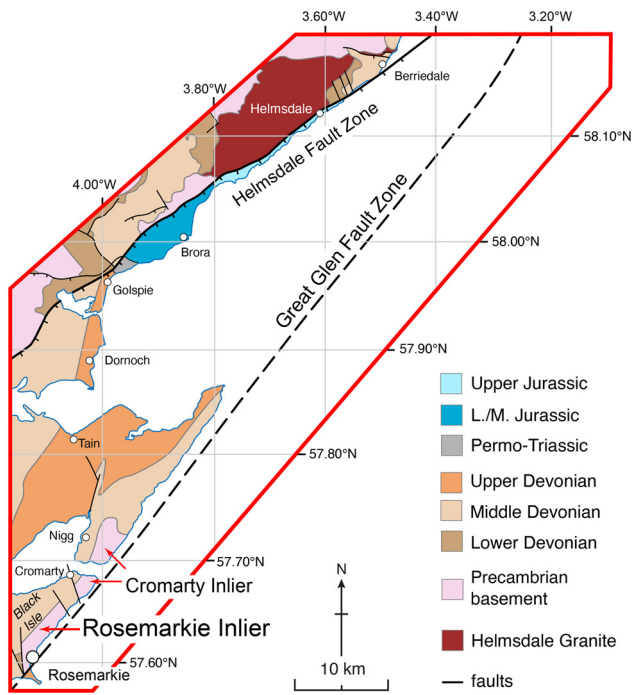 3.60°W
3.40°W
3.20°W
Berriedale
3.80°W
Helmsdale
58.10°N
Helmsdale Fault Zone
4.00°W
Great Glen Fault Zone
58.00°N
Brora
Golspie
57.90°N
Dornoch
Upper Jurassic
L./M. Jurassic
Permo-Triassic
Tain
57.80°N
Upper Devonian
Middle Devonian
Nigg
Lower Devonian
57.70°N
Cromarty
Cromarty Inlier
N
Precambrian
basement
Black
Isle
Rosemarkie Inlier
Helmsdale Granite
57.60°N
Rosemarkie
10 km
faults